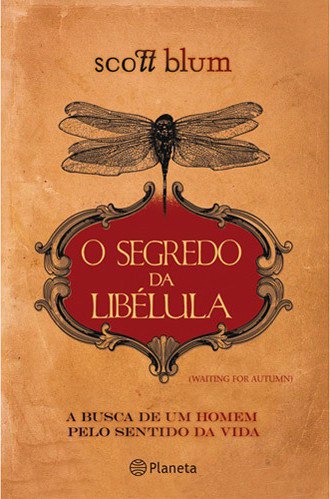 scott blum
O SEGREDO
DA
LIBÉLULA
(WAITING FOR AUTUMN)
A BUSCA DE UM HOMEM
PELO SENTIDO DA VIDA
Planeta